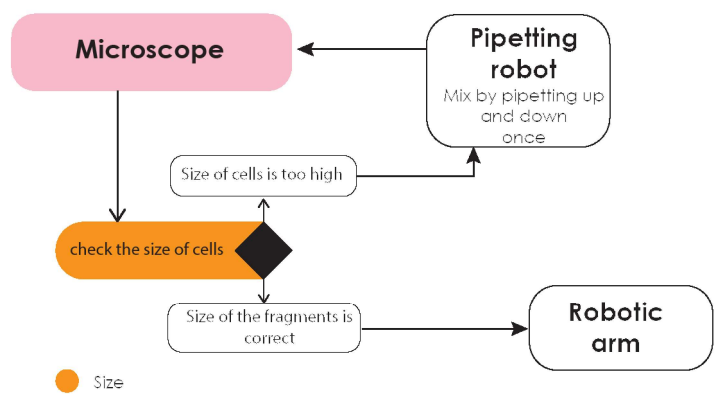 Microscope
Pipetting
robot
Mix by pipetting up
and down
once
Size of cells is too high
check the size of cells
Size of the fragments is
correct
Robotic
arm
Size